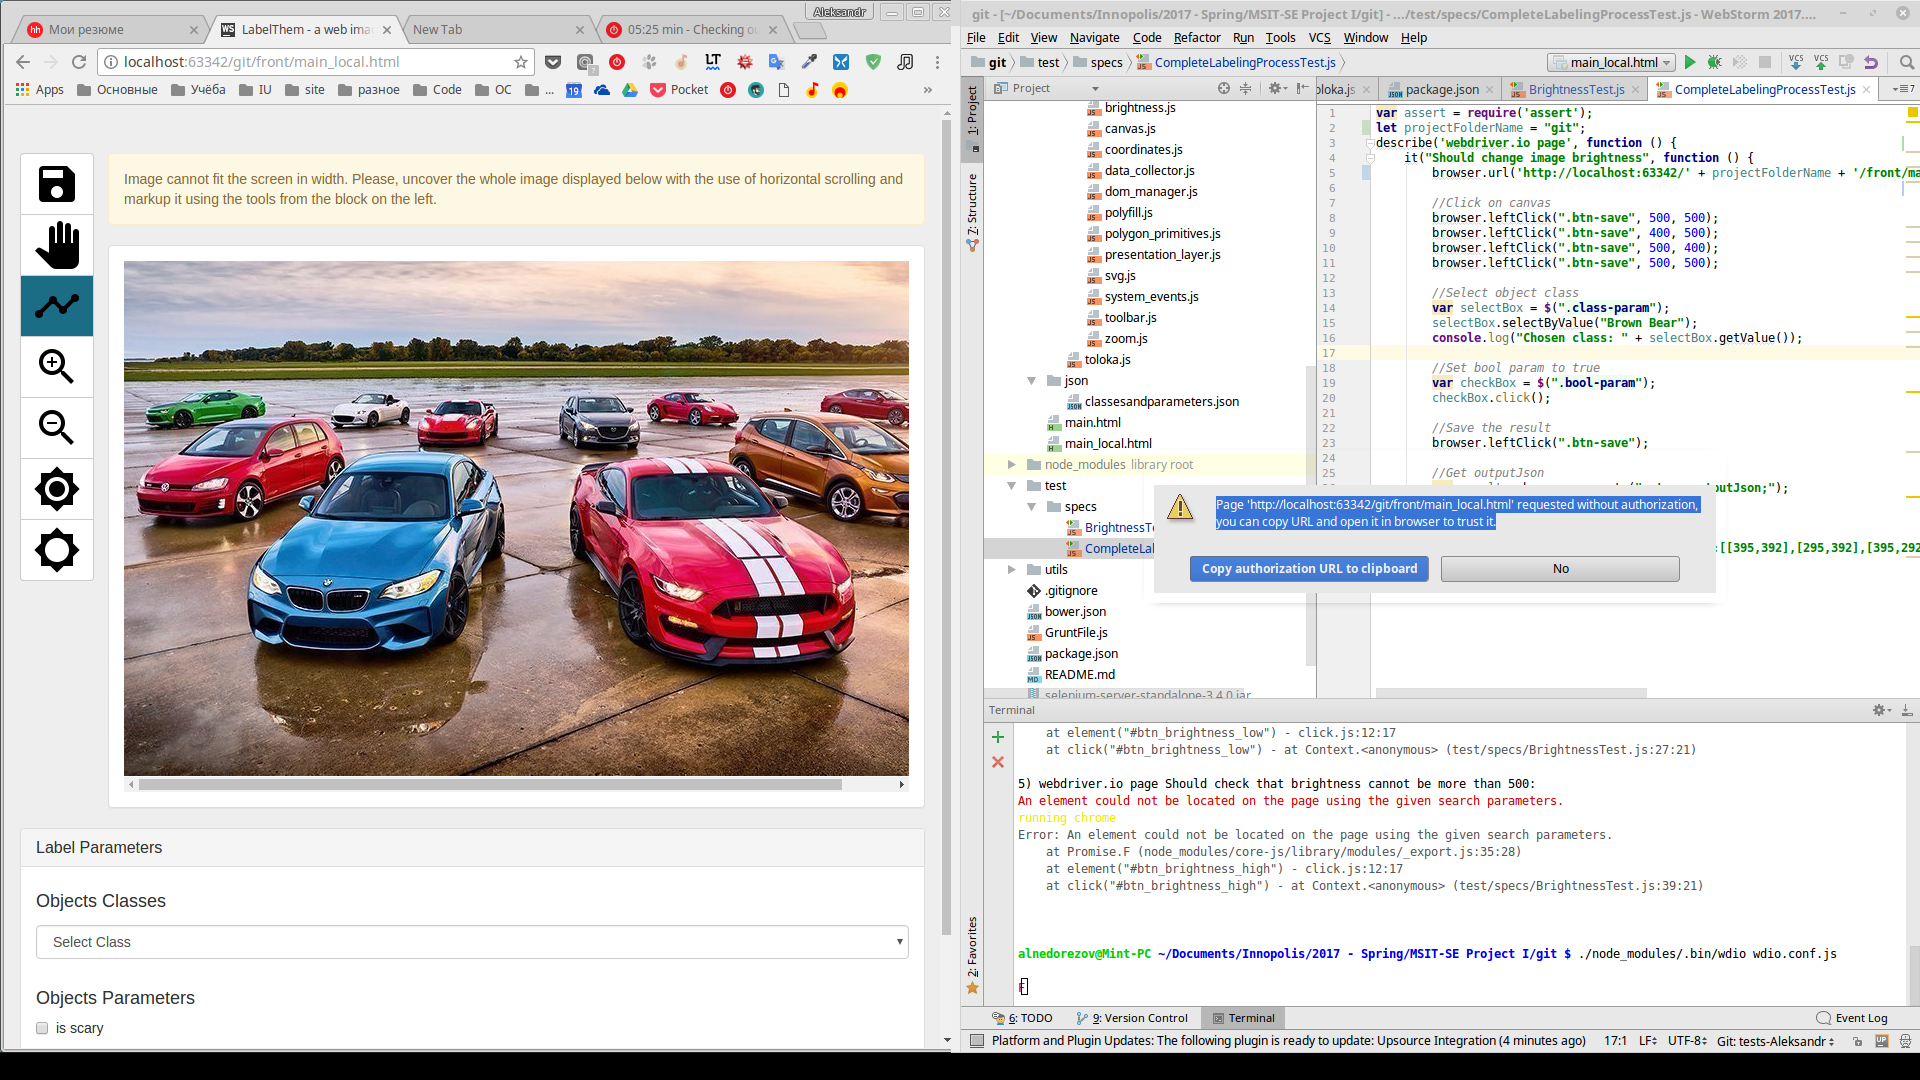 Aleksandr
Мои резюме
LabelThem - a web ima
New Tab
05:25 min - Checking ou
localhost:63342/git/front/main_local.html
Apps
Основные
Учёба
IU
site
разное
Code
ОС
...
Pocket
»
Image cannot fit the screen in width. Please, uncover the whole image displayed below with the use of horizontal scrolling and
markup it using the tools from the block on the left.
Label Parameters
Objects Classes
Select Class
Objects Parameters
is scary
git - [~/Documents/Innopolis/2017 - Spring/MSIT-SE Project I/git] - .../test/specs/CompleteLabelingProcessTest.js - WebStorm 2017....
File Edit View Navigate Code Refactor Run Tools VCS Window Help
git test specs CompleteLabelingProcessTest.js
main_local.html
Project
1: Project
7: Structure
2: Favorites
brightness.js
canvas.js
coordinates.js
data_collector.js
dom_manager.js
polyfill.js
polygon_primitives.js
presentation_layer.js
svg.js
system_events.js
toolbar.js
zoom.js
toloka.js
json
classesandparameters.json
main.html
main_local.html
node_modules library root
test
specs
BrightnessTe
CompleteLab
utils
.gitignore
bower.json
GruntFile.js
package.json
README.md
selenium-server-standalone-3.4.0.jar
oloka.js
package.json
BrightnessTest.js
CompleteLabelingProcessTest.js
1 var assert = require('assert');
2 let projectFolderName = "git";
3 describe('webdriver.io page', function () {
4 it("Should change image brightness", function () {
5 browser.url('http://localhost:63342/' + projectFolderName + '/front/ma
6
7 //Click on canvas
8 browser.leftClick(".btn-save", 500, 500);
9 browser.leftClick(".btn-save", 400, 500);
10 browser.leftClick(".btn-save", 500, 400);
11 browser.leftClick(".btn-save", 500, 500);
12
13 //Select object class
14 var selectBox = $(".class-param");
15 selectBox.selectByValue("Brown Bear");
16 console.log("Chosen class: " + selectBox.getValue());
17
18 //Set bool param to true
19 var checkBox = $(".bool-param");
20 checkBox.click();
21
22 //Save the result
23 browser.leftClick(".btn-save");
24
25 //Get outputJson
tputJson;");
:[[395,392],[295,392],[395,292
Page 'http://localhost:63342/git/front/main_local.html' requested without authorization,
you can copy URL and open it in browser to trust it.
Copy authorization URL to clipboard
No
Terminal
at element("#btn_brightness_low") - click.js:12:17
at click("#btn_brightness_low") - at Context.<anonymous> (test/specs/BrightnessTest.js:27:21)
5) webdriver.io page Should check that brightness cannot be more than 500:
An element could not be located on the page using the given search parameters.
running chrome
Error: An element could not be located on the page using the given search parameters.
at Promise.F (node_modules/core-js/library/modules/_export.js:35:28)
at element("#btn_brightness_high") - click.js:12:17
at click("#btn_brightness_high") - at Context.<anonymous> (test/specs/BrightnessTest.js:39:21)
alnedorezov@Mint-PC ~/Documents/Innopolis/2017 - Spring/MSIT-SE Project I/git $ ./node_modules/.bin/wdio wdio.conf.js
F
6: TODO
9: Version Control
Terminal
Event Log
Platform and Plugin Updates: The following plugin is ready to update: Upsource Integration (4 minutes ago)
17:1 LF÷ UTF-8÷ Git: tests-Aleksandr÷